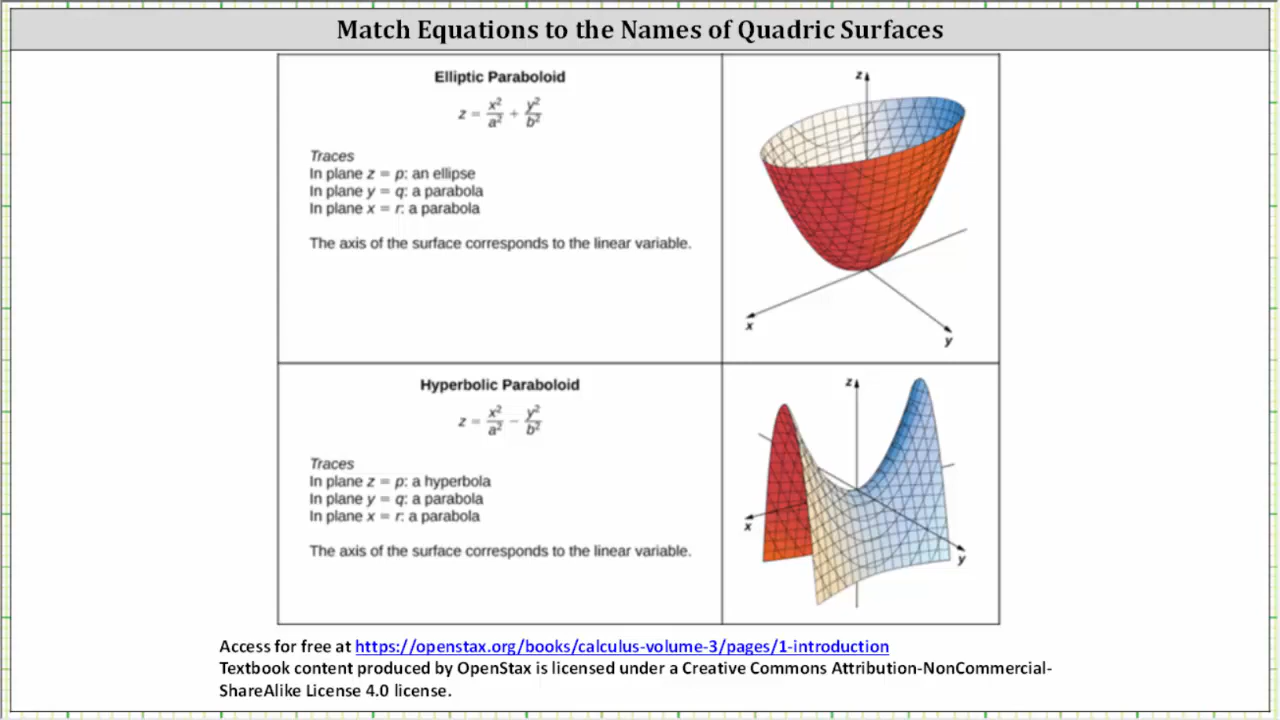 Match Equations to the Names of Quadric Surfaces
Elliptic Paraboloid
z = x²/a² + y²/b²
Traces
In plane z = p: an ellipse
In plane y = q: a parabola
In plane x = r: a parabola
The axis of the surface corresponds to the linear variable.
z
x
y
Hyperbolic Paraboloid
z = x²/a² − y²/b²
Traces
In plane z = p: a hyperbola
In plane y = q: a parabola
In plane x = r: a parabola
The axis of the surface corresponds to the linear variable.
z
x
y
Access for free at https://openstax.org/books/calculus-volume-3/pages/1-introduction
Textbook content produced by OpenStax is licensed under a Creative Commons Attribution-NonCommercial-
ShareAlike License 4.0 license.